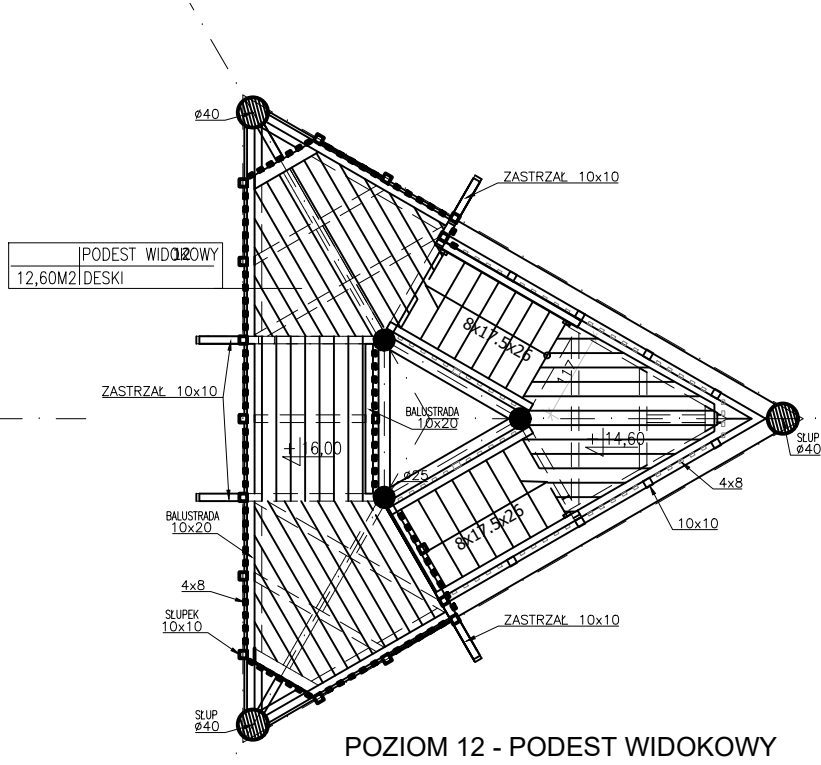 ø40
ZASTRZAŁ 10x10
PODEST WIDOKOWY
12
12,60M2 DESKI
8x17.5x26
117
ZASTRZAŁ 10x10
BALUSTRADA
10x20
+16,00
+14,60
SŁUP
ø40
ø25
4x8
BALUSTRADA
10x20
8x17.5x26
10x10
4x8
SŁUPEK
10x10
ZASTRZAŁ 10x10
SŁUP
ø40
POZIOM 12 - PODEST WIDOKOWY